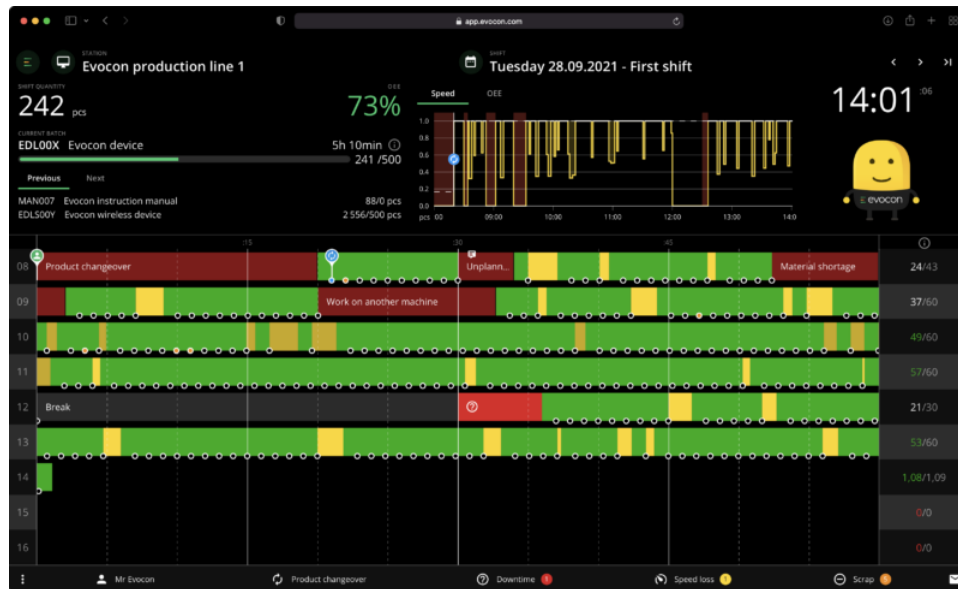 app.evocon.com
STATION
Evocon production line 1
SHIFT
Tuesday 28.09.2021 - First shift
SHIFT QUANTITY
242 pcs
OEE
73%
CURRENT BATCH
EDL00X Evocon device
5h 10min
241 /500
Previous Next
MAN007 Evocon instruction manual 88/0 pcs
EDLS00Y Evocon wireless device 2 556/500 pcs
Speed OEE
1.0
0.8
0.6
0.4
0.2
0.0
pcs 00 09:00 10:00 11:00 12:00 13:00 14:0
14:01 :06
evocon
:15 :30 :45
08 Product changeover Unplann... Material shortage 24/43
09 Work on another machine 37/60
10 49/60
11 57/60
12 Break 21/30
13 53/60
14 1,08/1,09
15 0/0
16 0/0
Mr Evocon Product changeover Downtime 1 Speed loss 1 Scrap 5